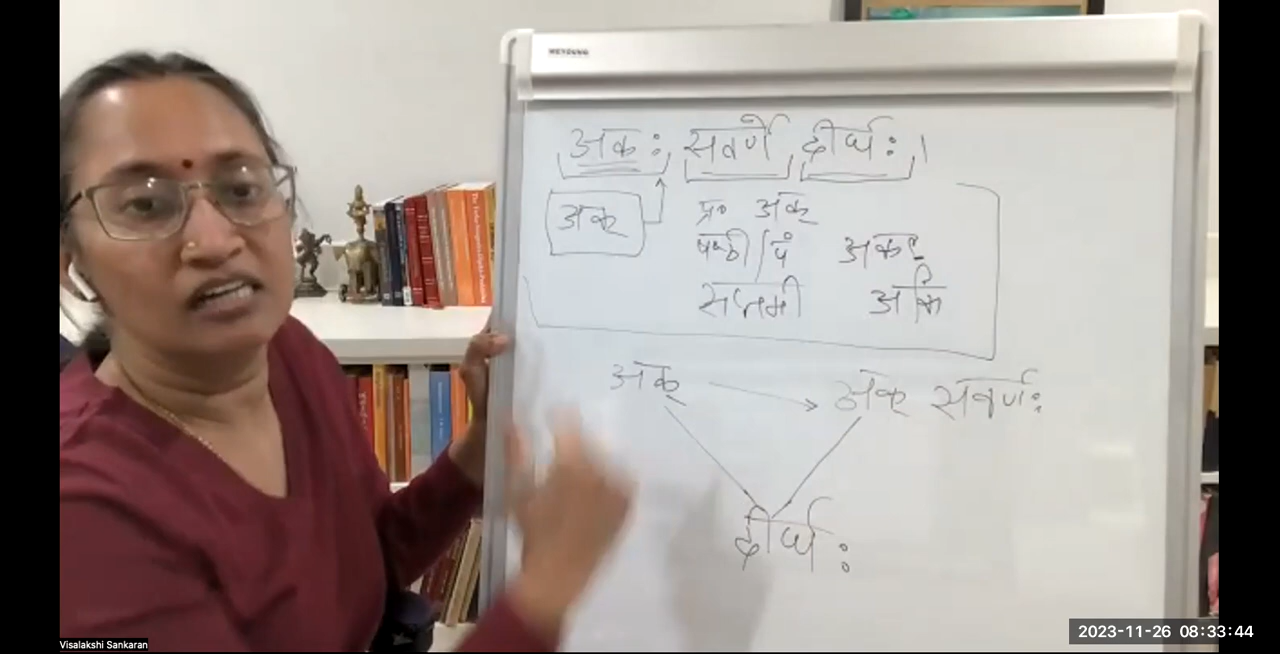 WEYOUNG
अकः सवर्णे दीर्घः।
अक् प्र॰ अक्
षष्ठी/पं अकः
सप्तमी अकि
अक् अक् सवर्णः
दीर्घः
Visalakshi Sankaran
2023-11-26 08:33:44